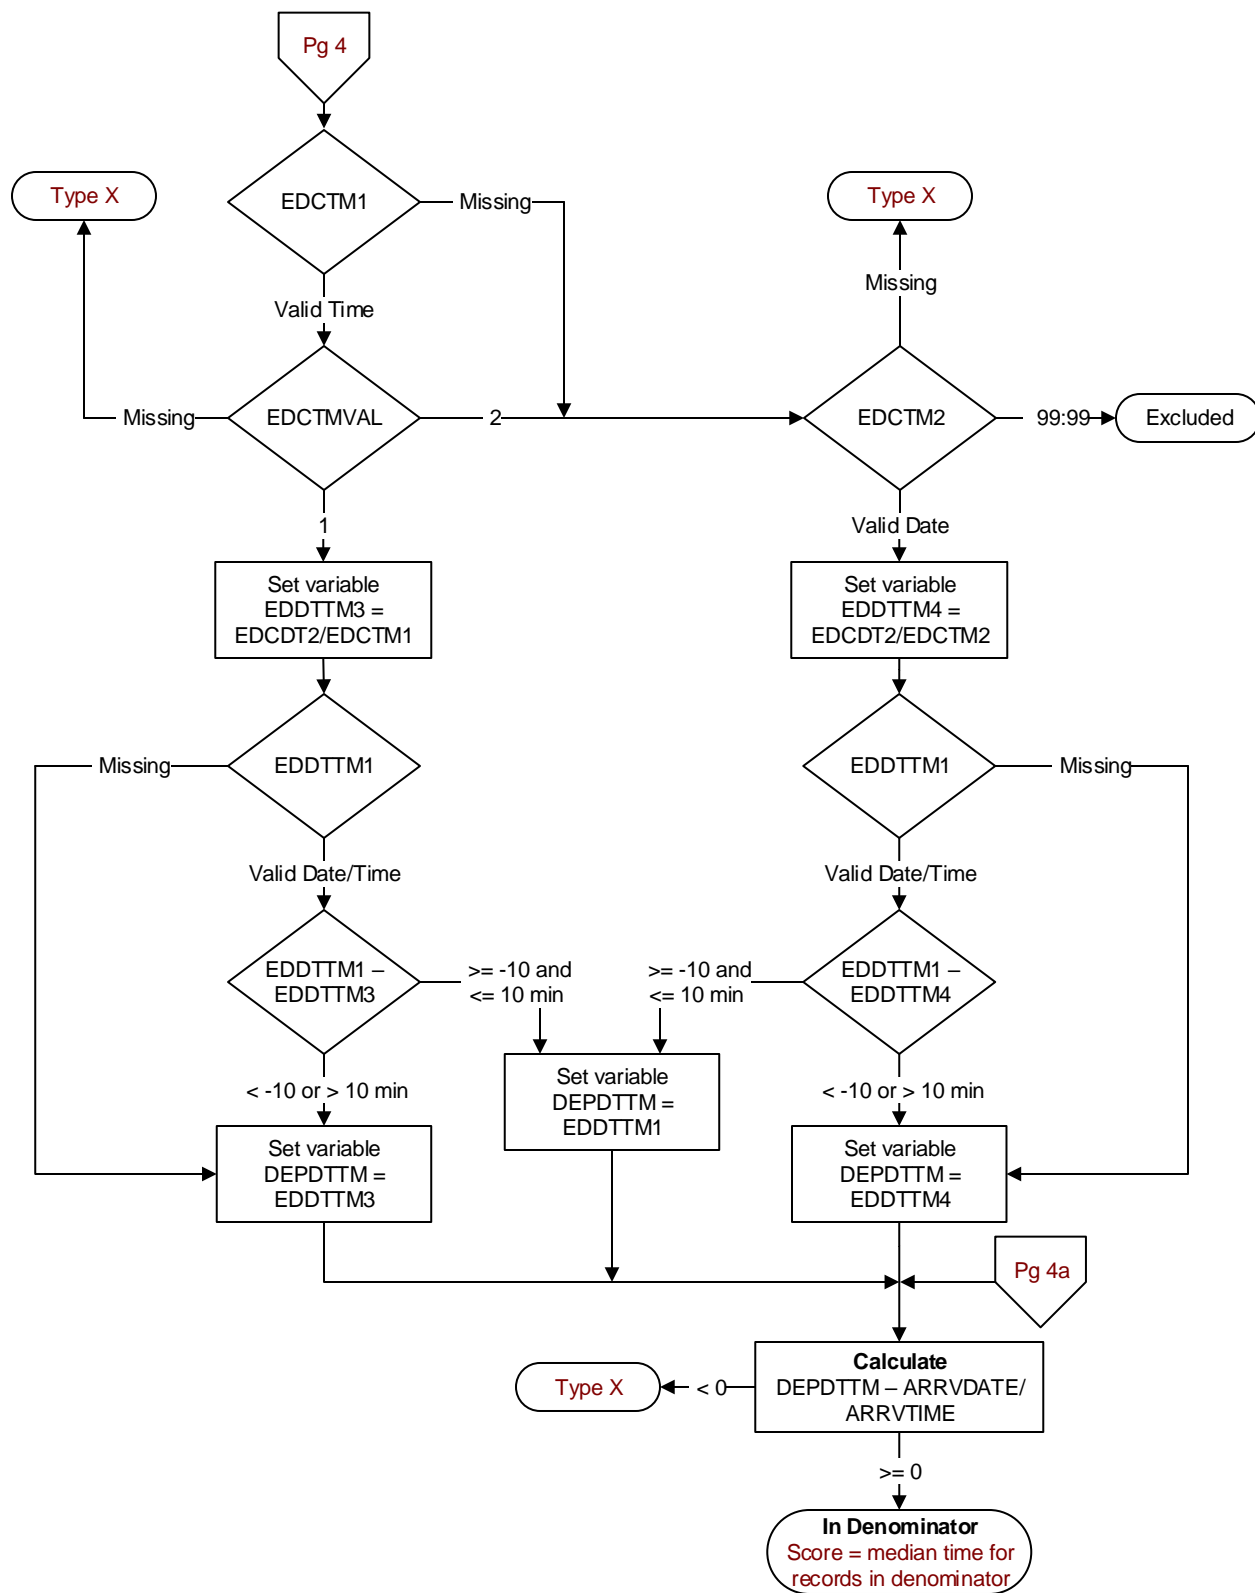 Pg 4
Type X
EDCTM1
Missing
Type X
Missing
Valid Time
Missing
EDCTMVAL
2
EDCTM2
99:99
Excluded
1
Valid Date
Set variable
EDDTTM3 =
EDCDT2/EDCTM1
Set variable
EDDTTM4 =
EDCDT2/EDCTM2
Missing
EDDTTM1
EDDTTM1
Missing
Valid Date/Time
Valid Date/Time
EDDTTM1 –
EDDTTM3
>= -10 and
<= 10 min
>= -10 and
<= 10 min
EDDTTM1 –
EDDTTM4
< -10 or > 10 min
Set variable
DEPDTTM =
EDDTTM1
< -10 or > 10 min
Set variable
DEPDTTM =
EDDTTM3
Set variable
DEPDTTM =
EDDTTM4
Pg 4a
Type X
< 0
Calculate
DEPDTTM – ARRVDATE/
ARRVTIME
>= 0
In Denominator
Score = median time for
records in denominator